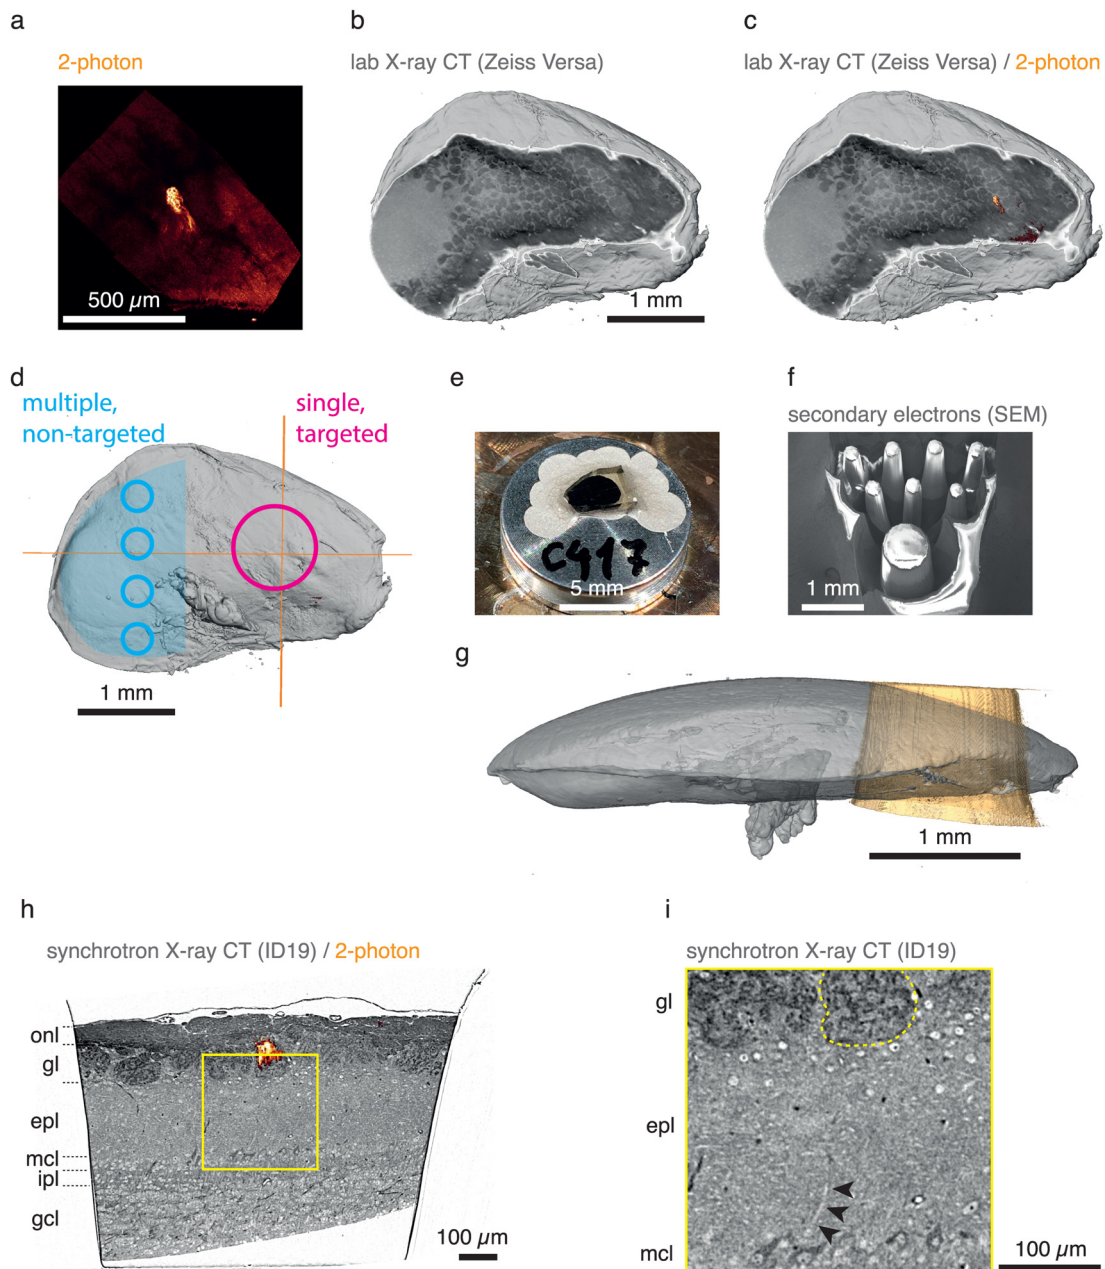 a
2-photon
500 µm
b
lab X-ray CT (Zeiss Versa)
1 mm
c
lab X-ray CT (Zeiss Versa) / 2-photon
d
multiple,
non-targeted
single,
targeted
1 mm
e
C417
5 mm
f
secondary electrons (SEM)
1 mm
g
1 mm
h
synchrotron X-ray CT (ID19) / 2-photon
onl
gl
epl
mcl
ipl
gcl
100 µm
i
synchrotron X-ray CT (ID19)
gl
epl
mcl
100 µm